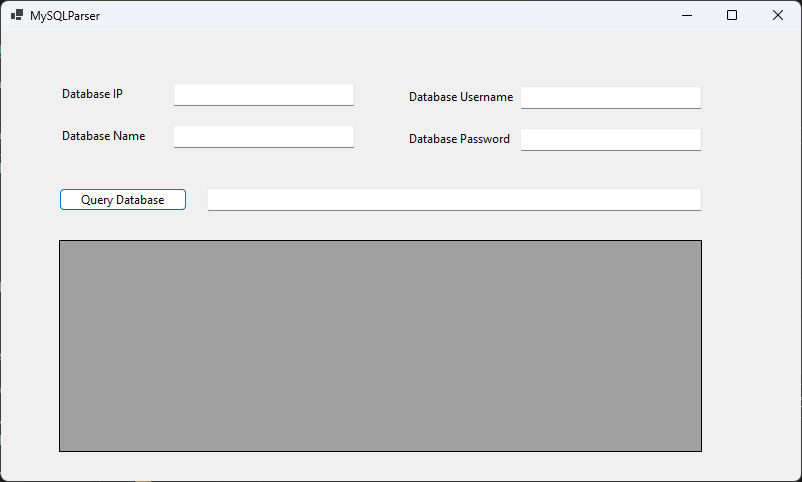 MySQLParser
Database IP
Database Username
Database Name
Database Password
Query Database